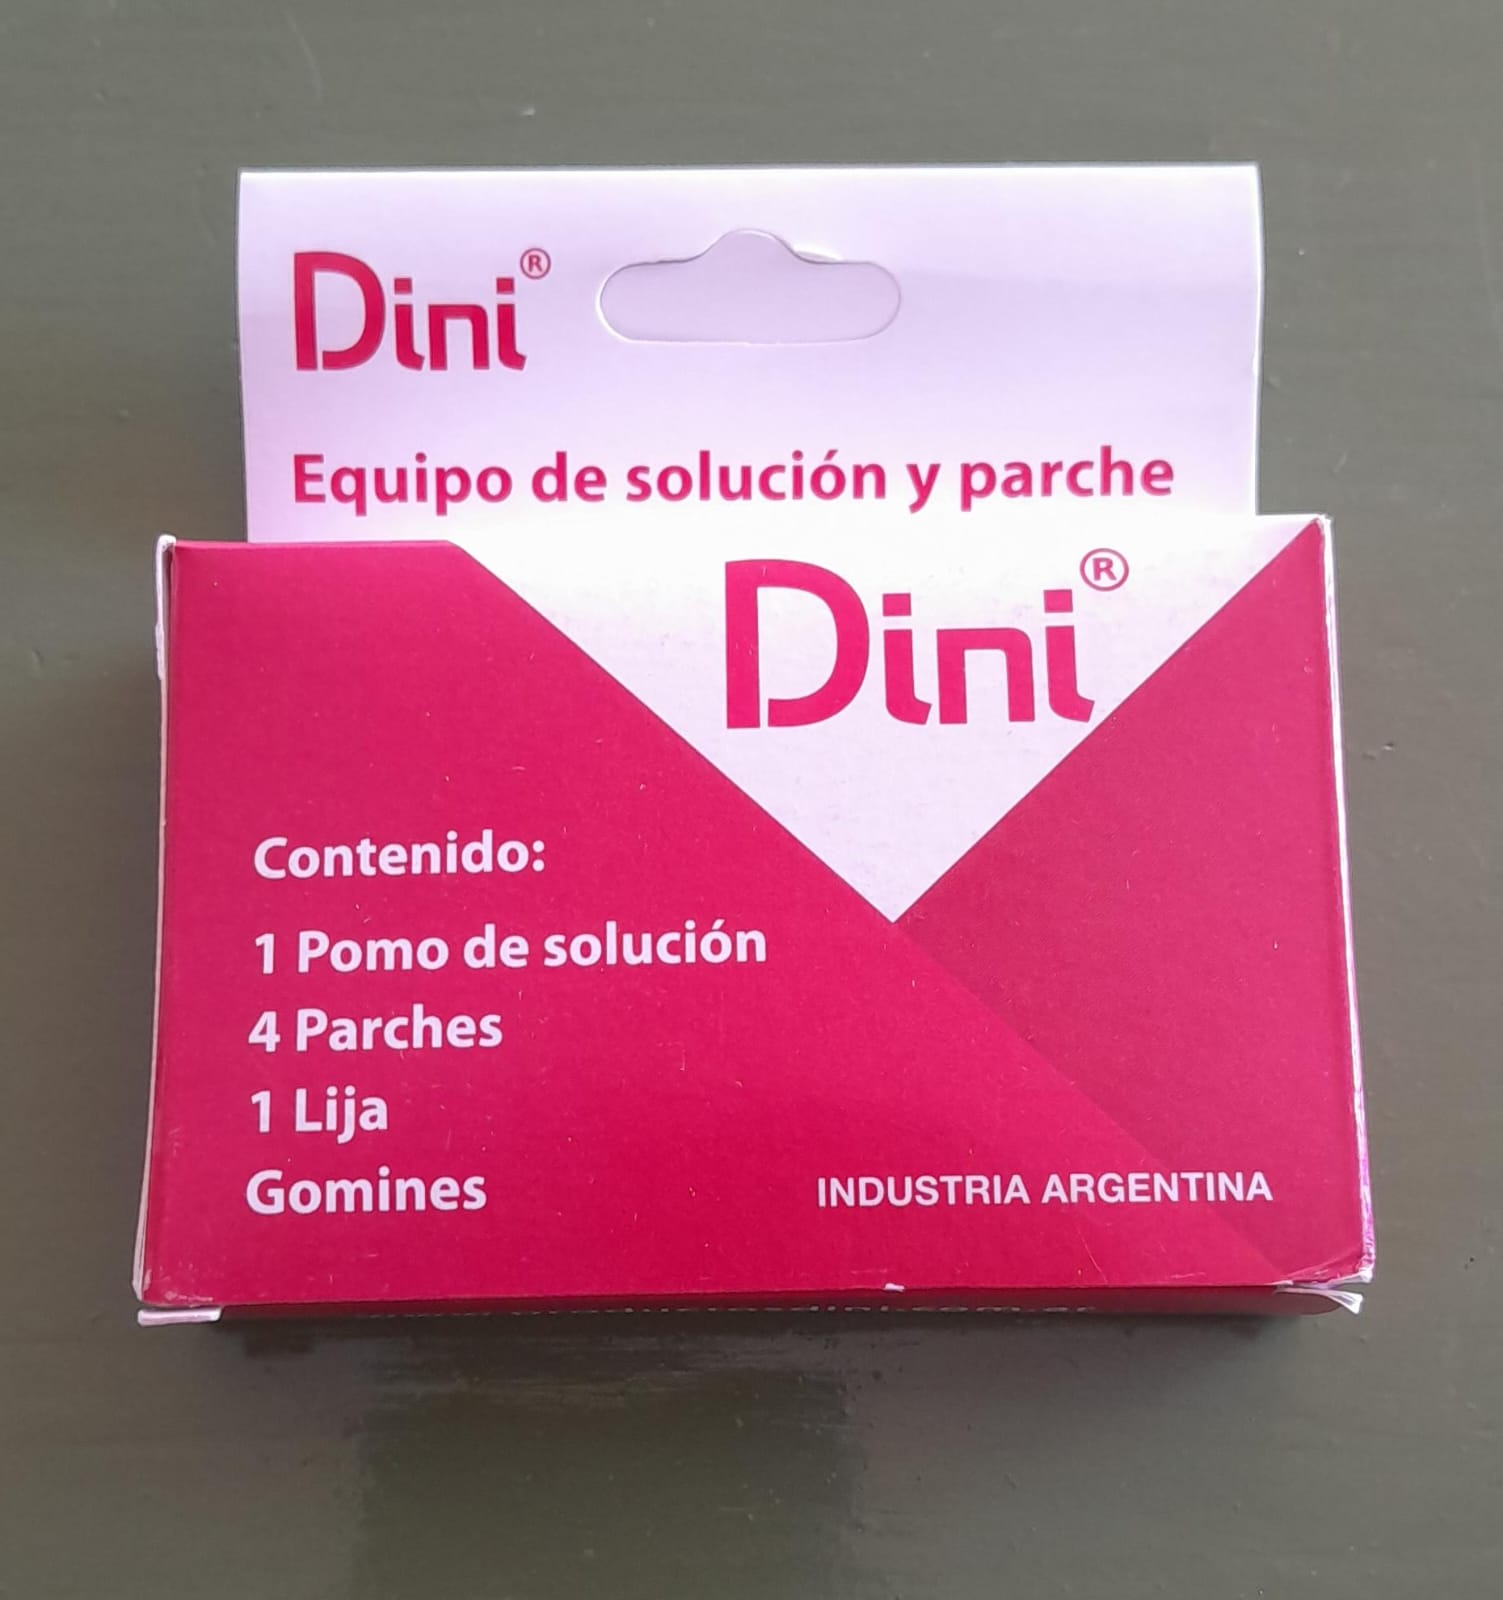 Dini®
Equipo de solución y parche
Dini®
Contenido:
1 Pomo de solución
4 Parches
1 Lija
Gomines
INDUSTRIA ARGENTINA